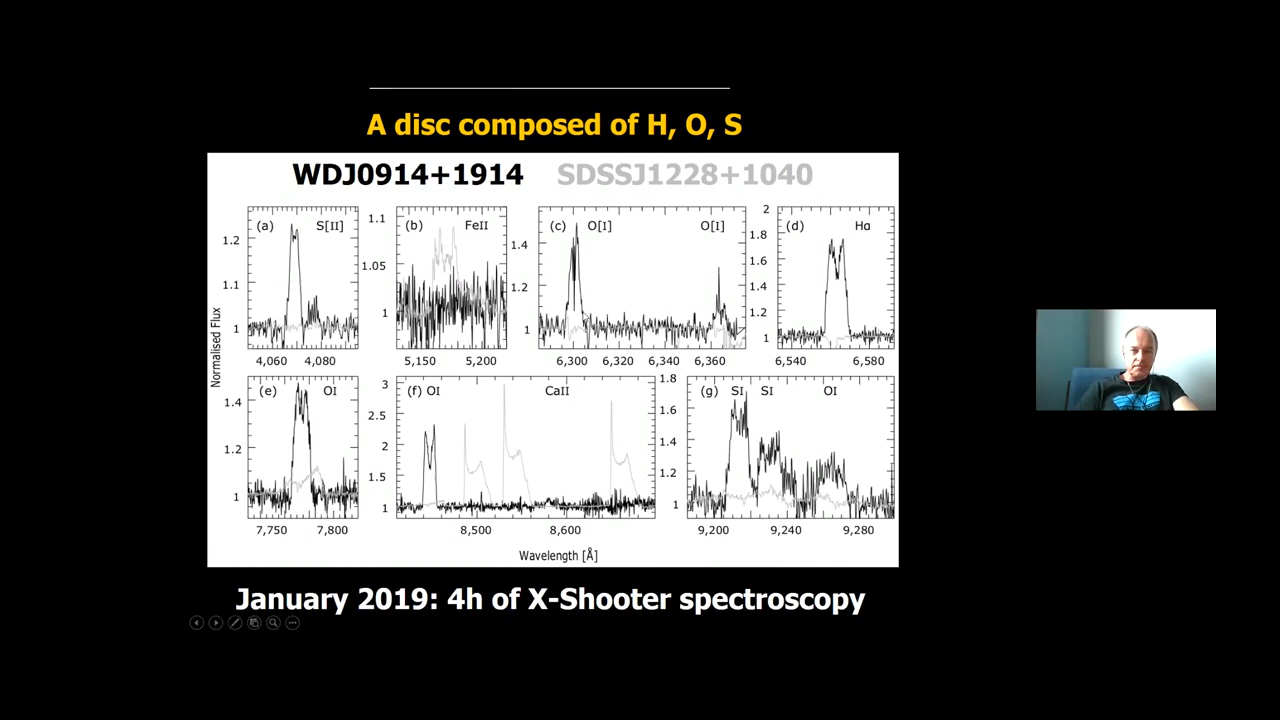 A disc composed of H, O, S
WDJ0914+1914 SDSSJ1228+1040
Normalised Flux
(a) S[II]
1.2
1.1
1
4,060 4,080
(b) FeII
1.1
1.05
1
5,150 5,200
(c) O[I] O[I]
1.4
1.2
1
6,300 6,320 6,340 6,360
(d) Hα
2
1.8
1.6
1.4
1.2
1
6,540 6,580
(e) OI
1.4
1.2
1
7,750 7,800
(f) OI CaII
3
2.5
2
1.5
1
8,500 8,600
(g) SI SI OI
1.8
1.6
1.4
1.2
1
9,200 9,240 9,280
Wavelength [Å]
January 2019: 4h of X-Shooter spectroscopy